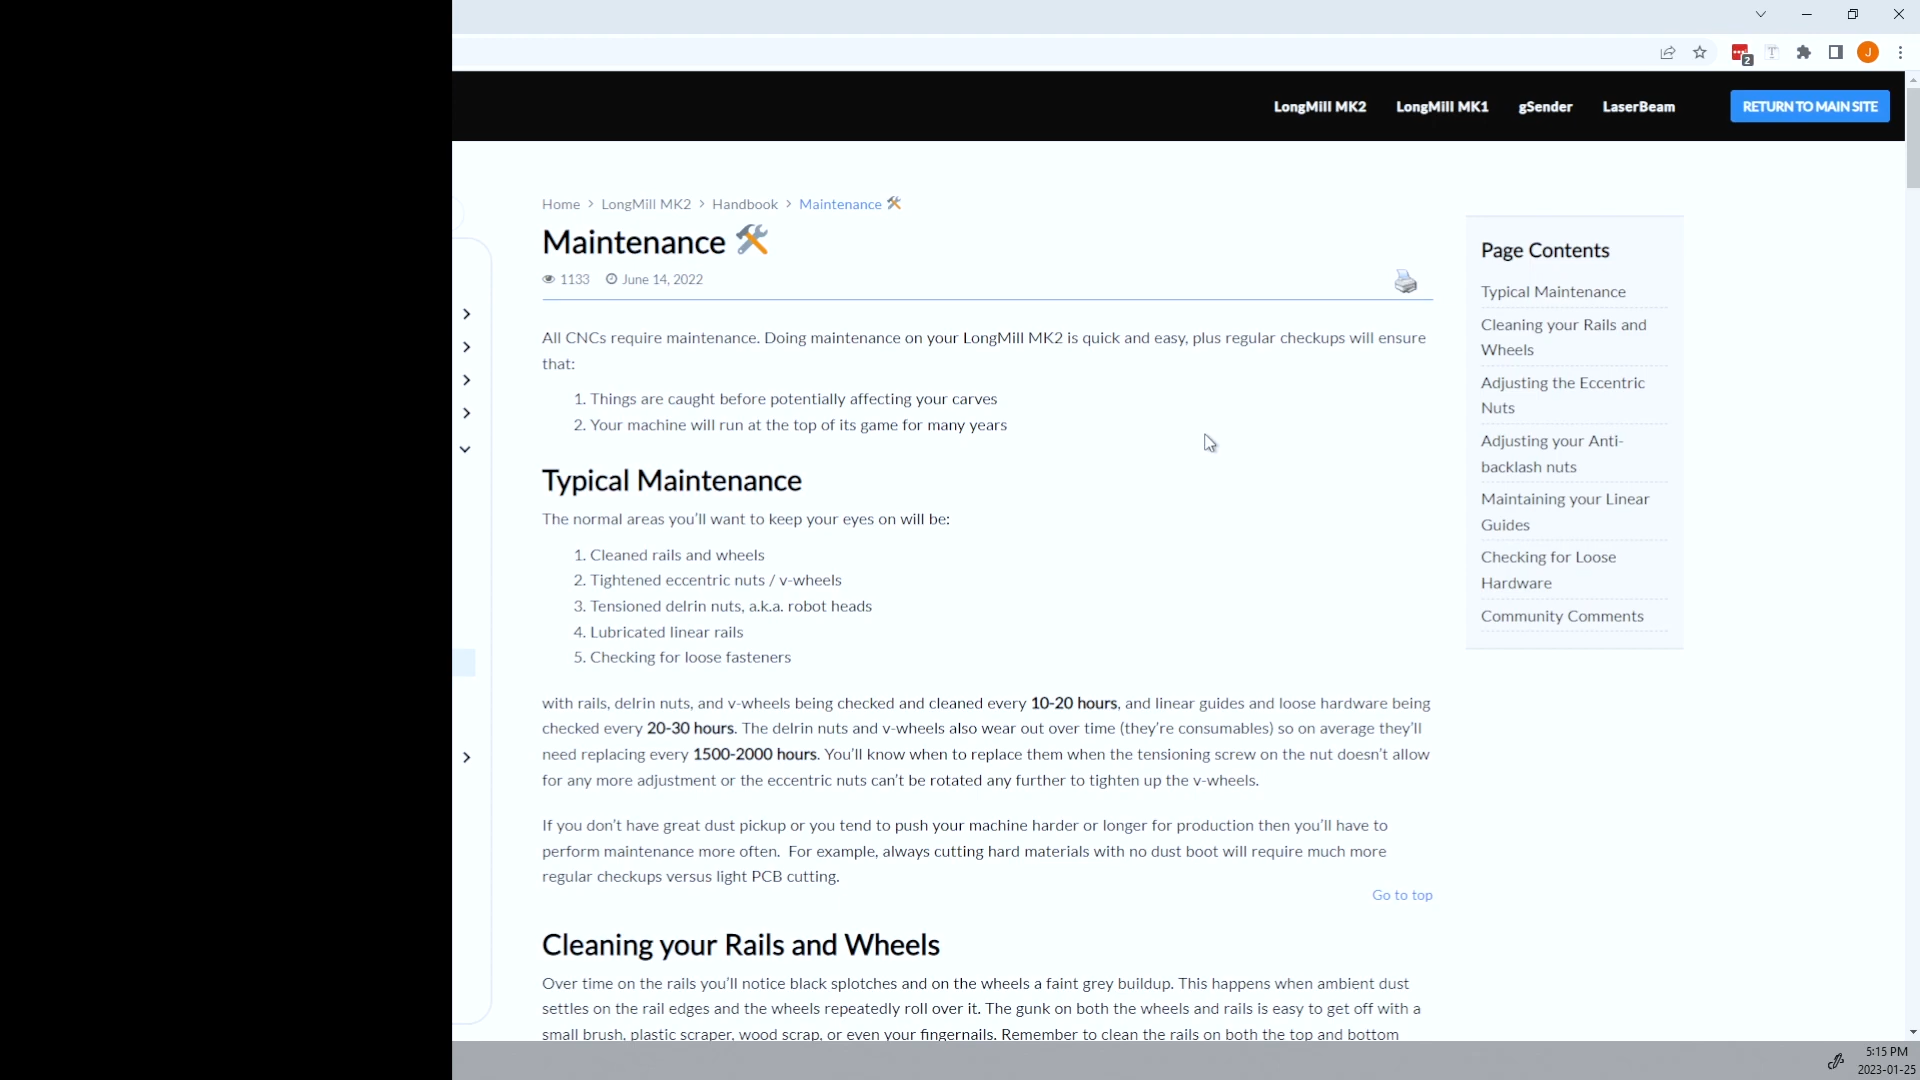 2
J
LongMill MK2 LongMill MK1 gSender LaserBeam RETURN TO MAIN SITE
Home > LongMill MK2 > Handbook > Maintenance
Maintenance
1133 June 14, 2022
All CNCs require maintenance. Doing maintenance on your LongMill MK2 is quick and easy, plus regular checkups will ensure
that:
1. Things are caught before potentially affecting your carves
2. Your machine will run at the top of its game for many years
Typical Maintenance
The normal areas you'll want to keep your eyes on will be:
1. Cleaned rails and wheels
2. Tightened eccentric nuts / v-wheels
3. Tensioned delrin nuts, a.k.a. robot heads
4. Lubricated linear rails
5. Checking for loose fasteners
with rails, delrin nuts, and v-wheels being checked and cleaned every 10-20 hours, and linear guides and loose hardware being
checked every 20-30 hours. The delrin nuts and v-wheels also wear out over time (they're consumables) so on average they'll
need replacing every 1500-2000 hours. You'll know when to replace them when the tensioning screw on the nut doesn't allow
for any more adjustment or the eccentric nuts can't be rotated any further to tighten up the v-wheels.
If you don't have great dust pickup or you tend to push your machine harder or longer for production then you'll have to
perform maintenance more often. For example, always cutting hard materials with no dust boot will require much more
regular checkups versus light PCB cutting.
Go to top
Cleaning your Rails and Wheels
Over time on the rails you'll notice black splotches and on the wheels a faint grey buildup. This happens when ambient dust
settles on the rail edges and the wheels repeatedly roll over it. The gunk on both the wheels and rails is easy to get off with a
small brush, plastic scraper, wood scrap, or even your fingernails. Remember to clean the rails on both the top and bottom
Page Contents
Typical Maintenance
Cleaning your Rails and
Wheels
Adjusting the Eccentric
Nuts
Adjusting your Anti-
backlash nuts
Maintaining your Linear
Guides
Checking for Loose
Hardware
Community Comments
5:15 PM
2023-01-25